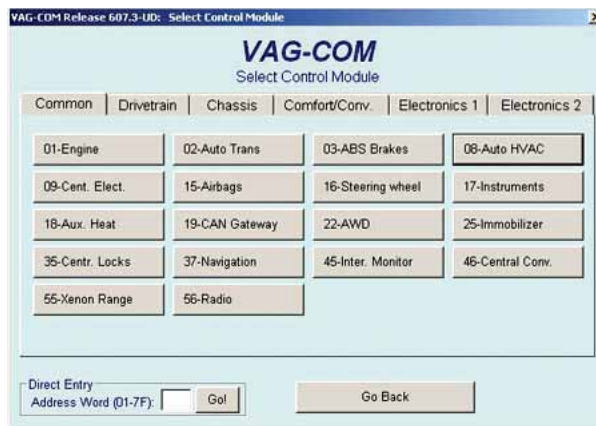 VAG-COM Release 607.3-UD: Select Control Module
VAG-COM
Select Control Module
Common Drivetrain Chassis Comfort/Conv. Electronics 1 Electronics 2
01-Engine 02-Auto Trans 03-ABS Brakes 08-Auto HVAC
09-Cent. Elect. 15-Airbags 16-Steering wheel 17-Instruments
18-Aux. Heat 19-CAN Gateway 22-AWD 25-Immobilizer
35-Centr. Locks 37-Navigation 45-Inter. Monitor 46-Central Conv.
55-Xenon Range 56-Radio
Direct Entry
Address Word (01-7F): Go! Go Back